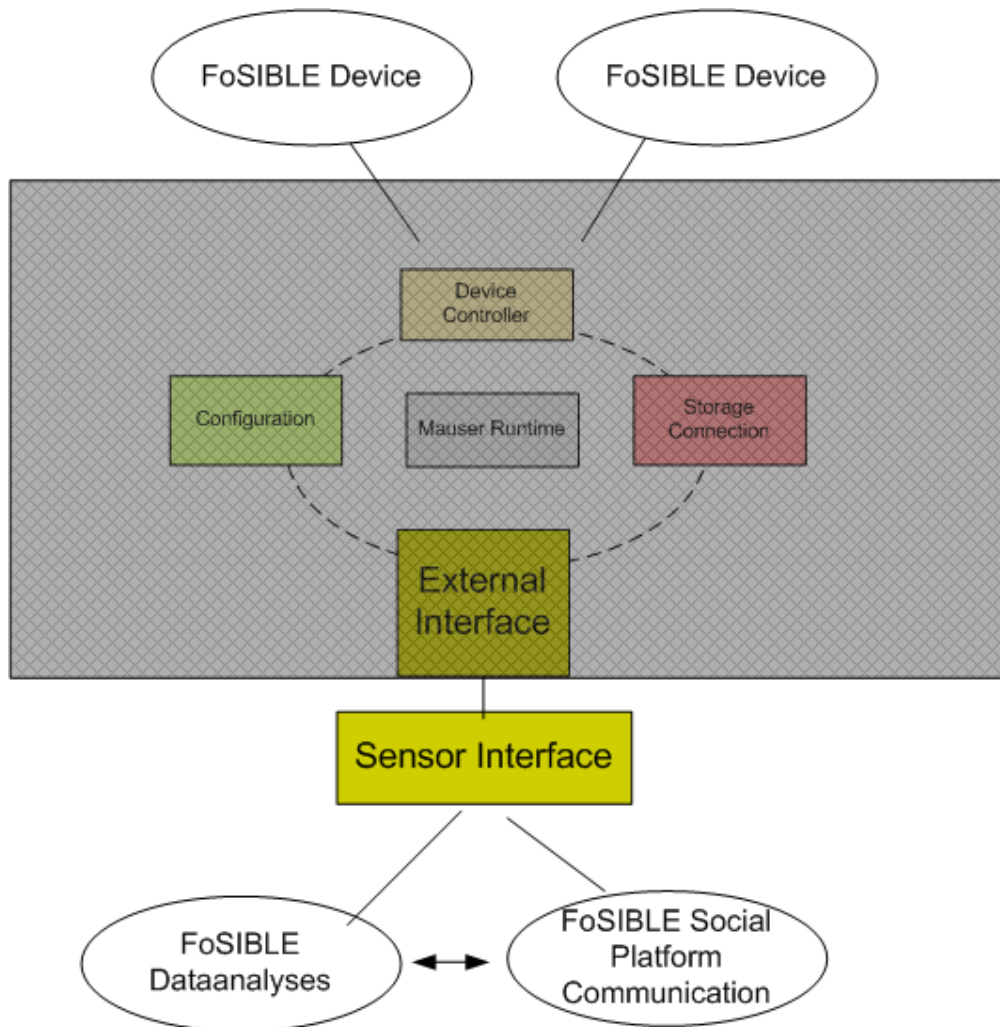 FoSIBLE Device
FoSIBLE Device
Device
Controller
Configuration
Mauser Runtime
Storage
Connection
External
Interface
Sensor Interface
FoSIBLE
Dataanalyses
FoSIBLE Social
Platform
Communication